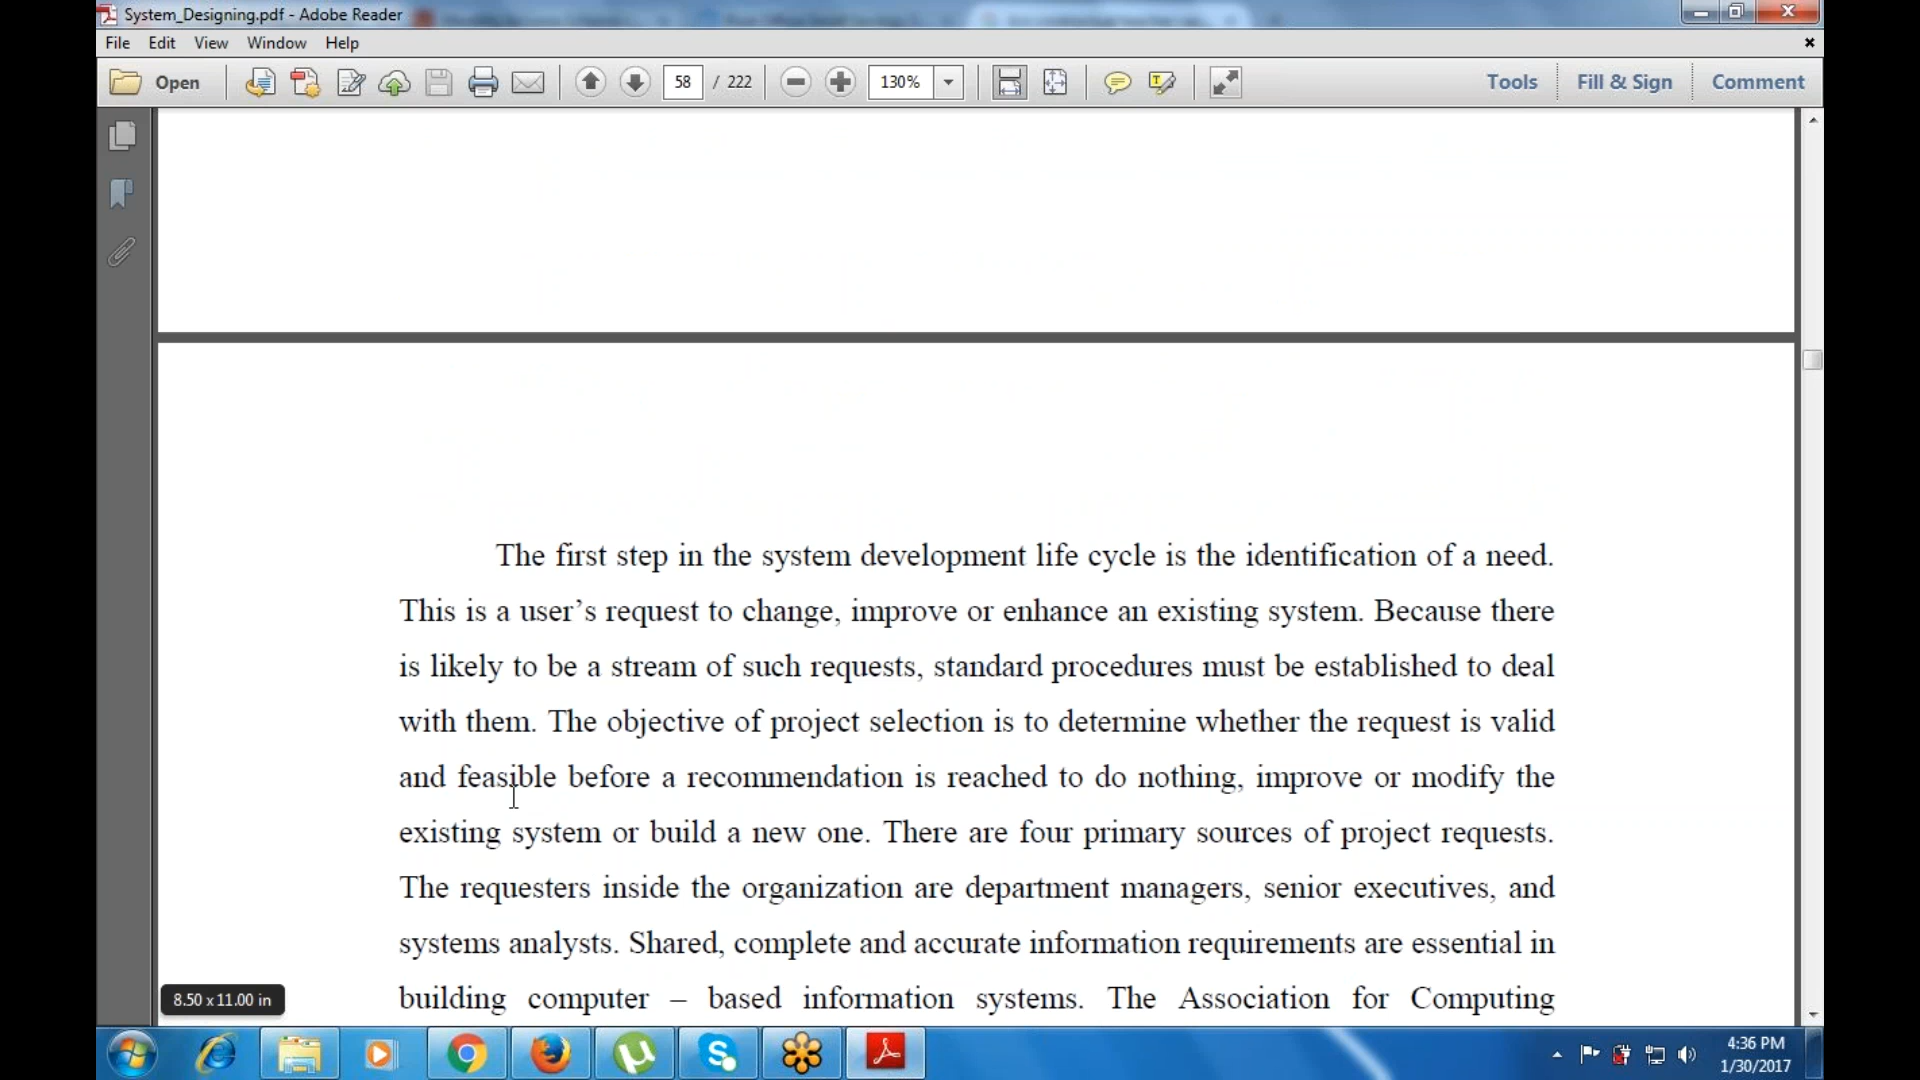 System_Designing.pdf - Adobe Reader
File Edit View Window Help
Open 58 / 222 130% Tools Fill & Sign Comment
The first step in the system development life cycle is the identification of a need.
This is a user’s request to change, improve or enhance an existing system. Because there
is likely to be a stream of such requests, standard procedures must be established to deal
with them. The objective of project selection is to determine whether the request is valid
and feasible before a recommendation is reached to do nothing, improve or modify the
existing system or build a new one. There are four primary sources of project requests.
The requesters inside the organization are department managers, senior executives, and
systems analysts. Shared, complete and accurate information requirements are essential in
building computer – based information systems. The Association for Computing
8.50 x 11.00 in
4:36 PM
1/30/2017